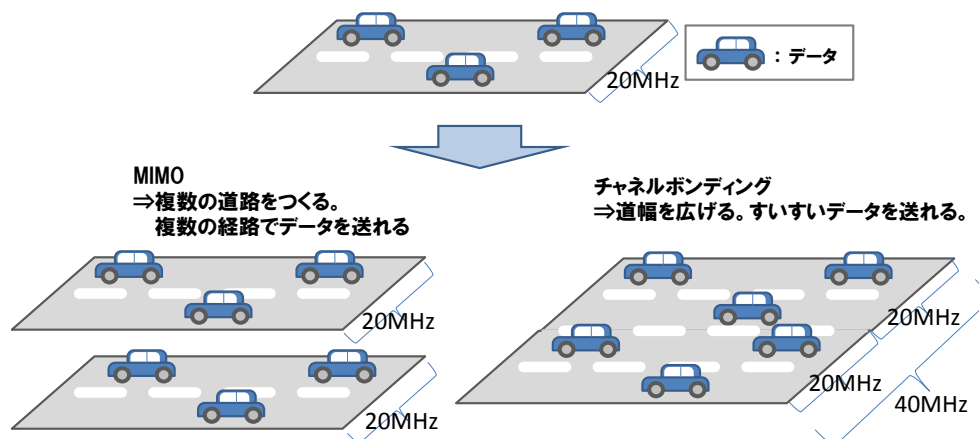 ：データ
20MHz
MIMO
⇒複数の道路をつくる。
複数の経路でデータを送れる
20MHz
20MHz
チャネルボンディング
⇒道幅を広げる。すいすいデータを送れる。
20MHz
20MHz
40MHz